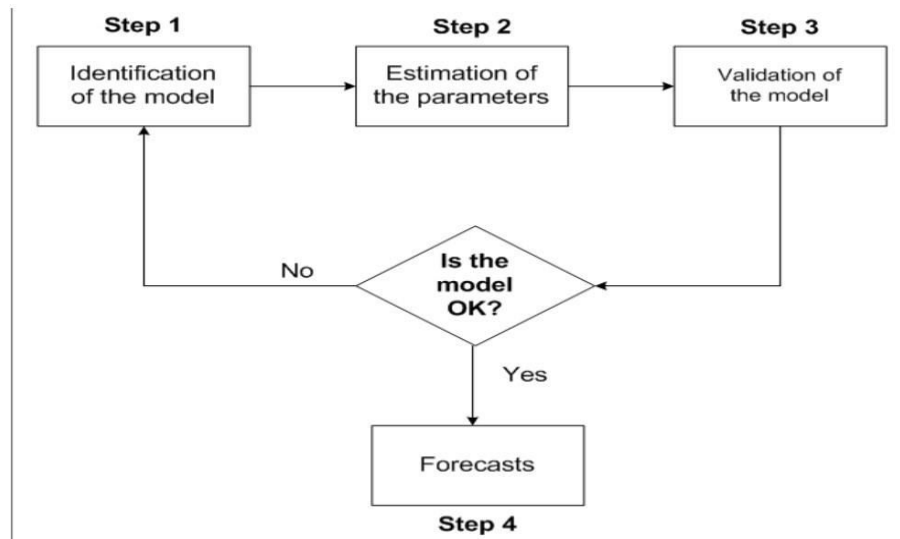 Step 1
Identification
of the model
Step 2
Estimation of
the parameters
Step 3
Validation of
the model
Is the
model
OK?
No
Yes
Forecasts
Step 4